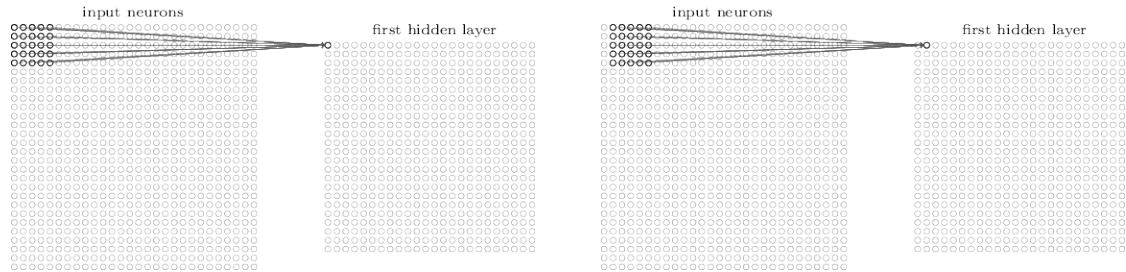 input neurons
first hidden layer
input neurons
first hidden layer